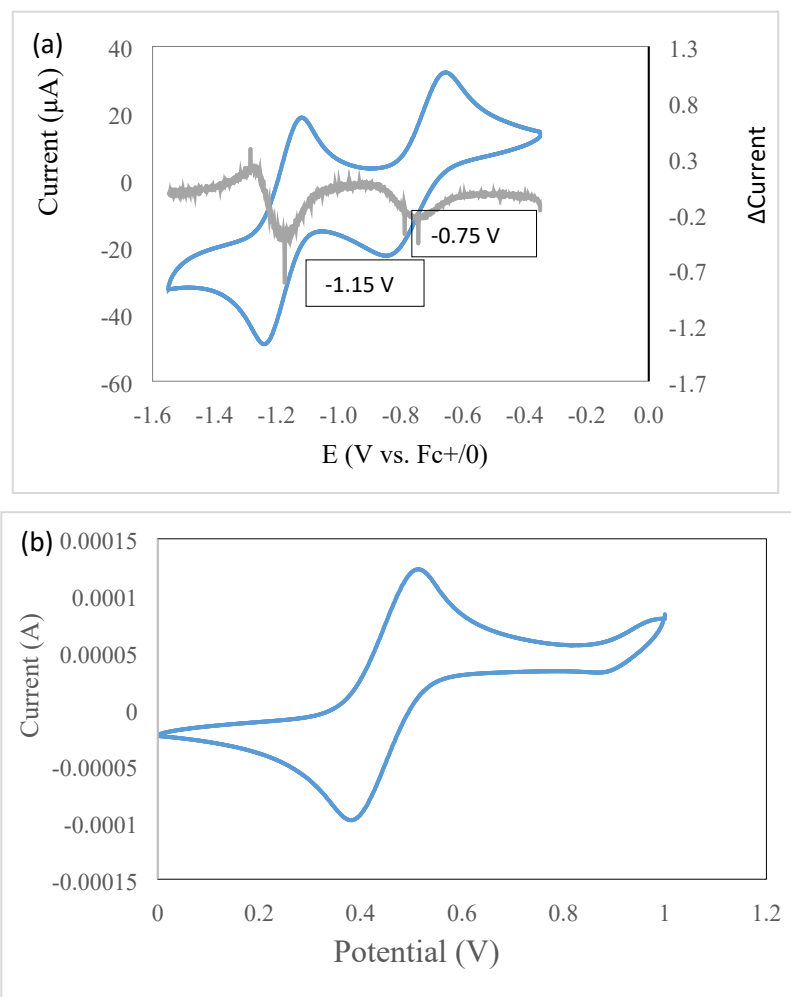 (a)
40
20
0
-20
-40
-60
Current (µA)
1.3
0.8
0.3
-0.2
-0.7
-1.2
-1.7
ΔCurrent
-0.75 V
-1.15 V
-1.6 -1.4 -1.2 -1.0 -0.8 -0.6 -0.4 -0.2 0.0
E (V vs. Fc+/0)
(b)
0.00015
0.0001
0.00005
0
-0.00005
-0.0001
-0.00015
Current (A)
0 0.2 0.4 0.6 0.8 1 1.2
Potential (V)